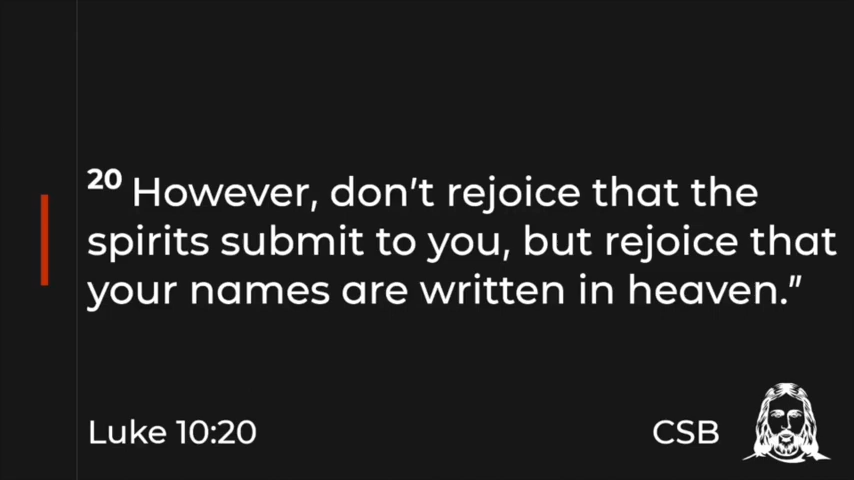 20 However, don't rejoice that the
spirits submit to you, but rejoice that
your names are written in heaven.”
Luke 10:20
CSB